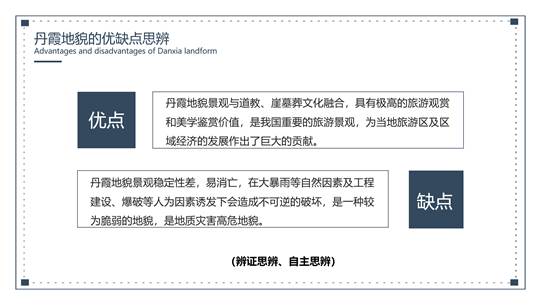 丹霞地貌的优缺点思辨
Advantages and disadvantages of Danxia landform
优点
丹霞地貌景观与道教、崖墓葬文化融合，具有极高的旅游观赏
和美学鉴赏价值，是我国重要的旅游景观，为当地旅游区及区
域经济的发展作出了巨大的贡献。
丹霞地貌景观稳定性差，易消亡，在大暴雨等自然因素及工程
建设、爆破等人为因素诱发下会造成不可逆的破坏，是一种较
为脆弱的地貌，是地质灾害高危地貌。
缺点
（辨证思辨、自主思辨）